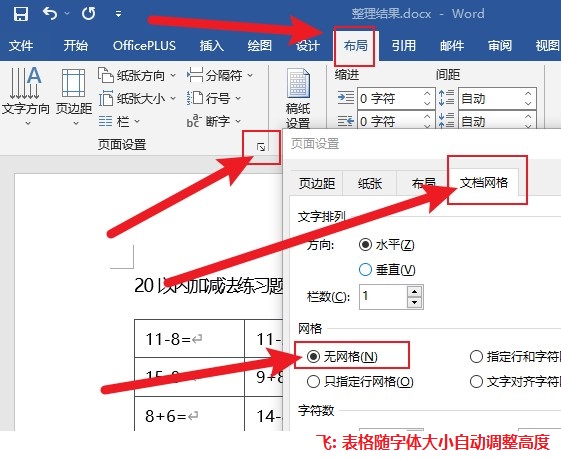 整理结果.docx - Word
文件 开始 OfficePLUS 插入 绘图 设计 布局 引用 邮件 审阅 视图
文字方向 页边距 纸张方向 纸张大小 栏 分隔符 行号 断字 稿纸设置
缩进 间距
0 字符 自动
0 字符 自动
页面设置
页面设置
页边距 纸张 布局 文档网格
文字排列
方向: 水平(Z)
垂直(V)
栏数(C): 1
网格
无网格(N) 指定行和字符
只指定行网格(O) 文字对齐字符
字符数
20以内加减法练习题
11-8= 11-
15-8 9+8
8+6= 14-
飞: 表格随字体大小自动调整高度